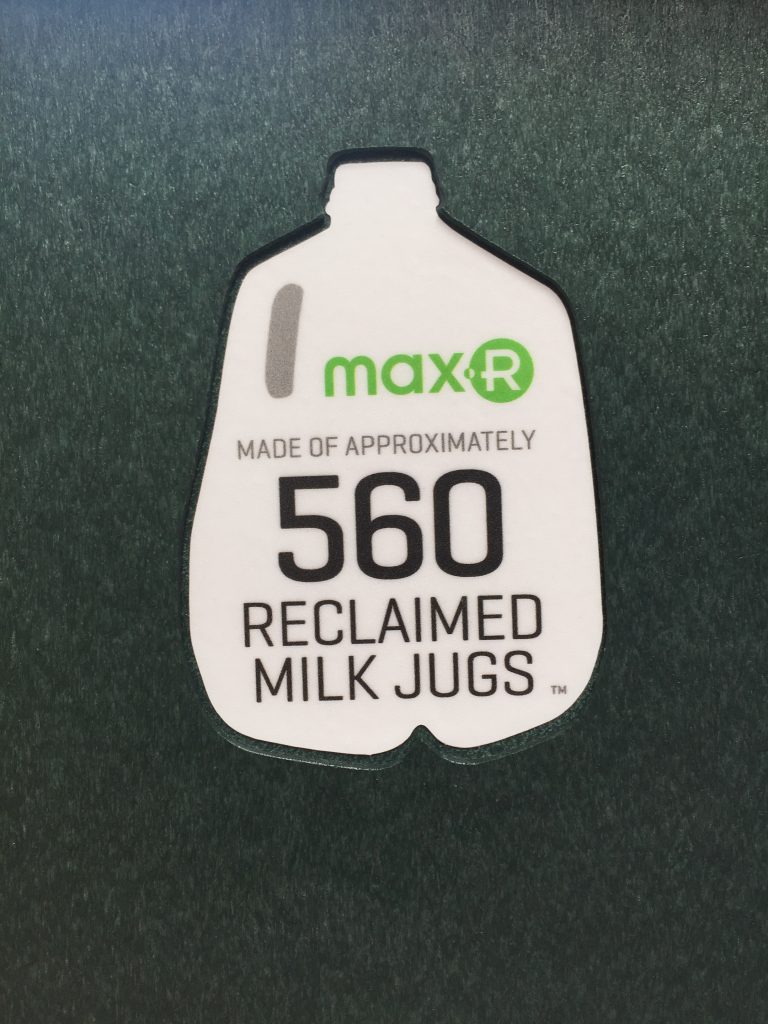 max-R
MADE OF APPROXIMATELY
560
RECLAIMED
MILK JUGS ™